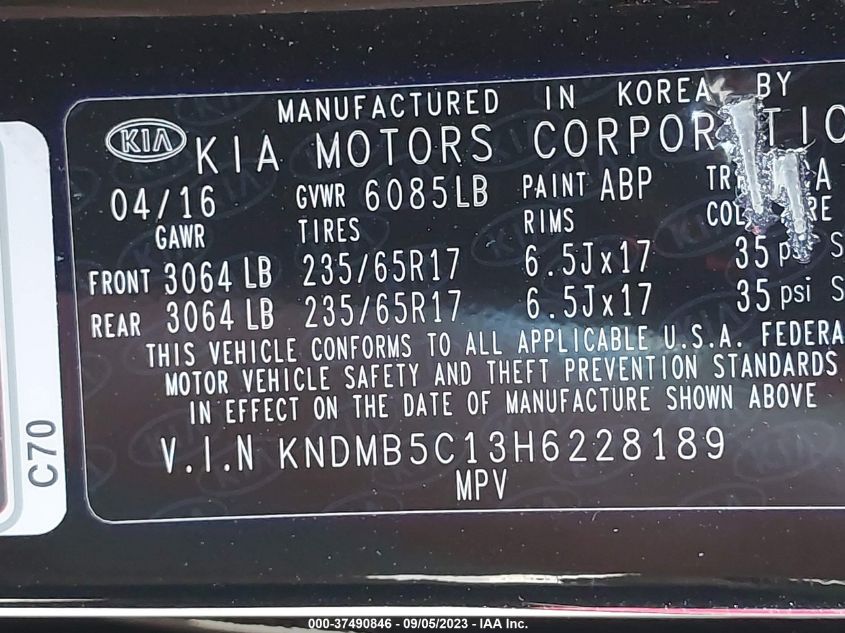 MANUFACTURED IN KOREA BY
KIA KIA MOTORS
04/16 GVWR 6085LB PAINT ABP
GAWR TIRES RIMS
FRONT 3064 LB 235/65R17 6.5Jx17 35 psi
REAR 3064 LB 235/65R17 6.5Jx17 35 psi
THIS VEHICLE CONFORMS TO ALL APPLICABLE U.S.A.
MOTOR VEHICLE SAFETY AND THEFT PREVENTION STANDARDS
IN EFFECT ON THE DATE OF MANUFACTURE SHOWN ABOVE
V.I.N KNDMB5C13H6228189
MPV
C70
000-37490846 - 09/05/2023 - IAA Inc.